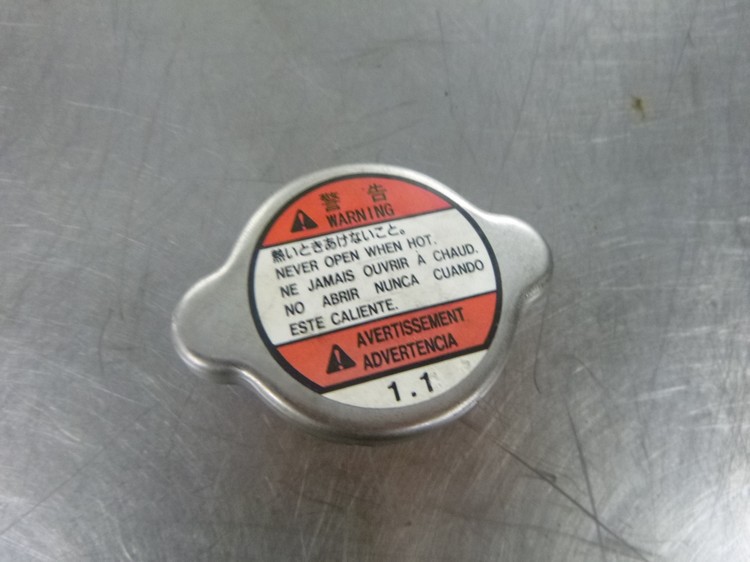 警告
WARNING
熱いときあけないこと。
NEVER OPEN WHEN HOT.
NE JAMAIS OUVRIR À CHAUD.
NO ABRIR NUNCA CUANDO
ESTE CALIENTE.
AVERTISSEMENT
ADVERTENCIA
1.1